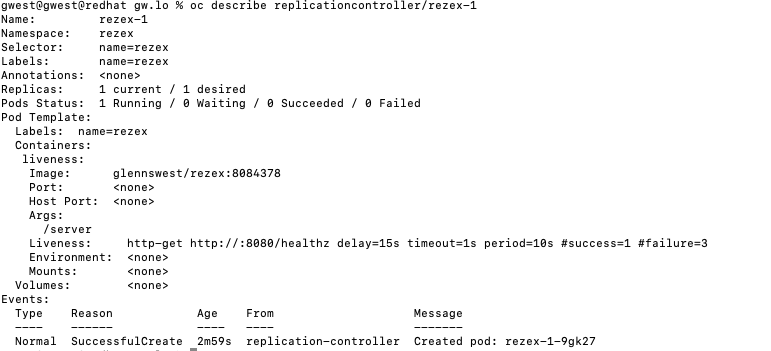 gwest@gwest@redhat gw.lo % oc describe replicationcontroller/rezex-1
Name:         rezex-1
Namespace:    rezex
Selector:     name=rezex
Labels:       name=rezex
Annotations:  <none>
Replicas:     1 current / 1 desired
Pods Status:  1 Running / 0 Waiting / 0 Succeeded / 0 Failed
Pod Template:
  Labels:  name=rezex
  Containers:
   liveness:
    Image:      glennswest/rezex:8084378
    Port:       <none>
    Host Port:  <none>
    Args:
      /server
    Liveness:     http-get http://:8080/healthz delay=15s timeout=1s period=10s #success=1 #failure=3
    Environment:  <none>
    Mounts:       <none>
  Volumes:        <none>
Events:
  Type    Reason            Age    From                    Message
  ----    ------            ----   ----                    -------
  Normal  SuccessfulCreate  2m59s  replication-controller  Created pod: rezex-1-9gk27